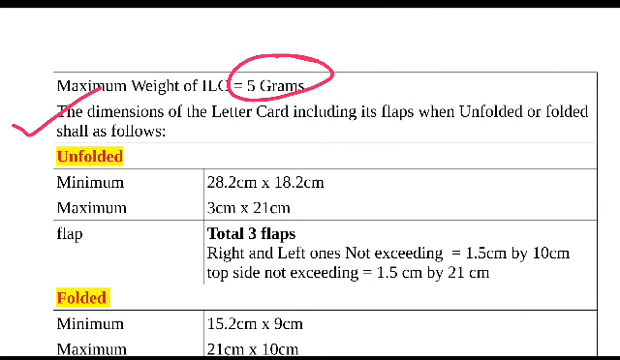 Maximum Weight of ILC = 5 Grams
The dimensions of the Letter Card including its flaps when Unfolded or folded
shall as follows:
Unfolded
Minimum 28.2cm x 18.2cm
Maximum 3cm x 21cm
flap Total 3 flaps
Right and Left ones Not exceeding = 1.5cm by 10cm
top side not exceeding = 1.5 cm by 21 cm
Folded
Minimum 15.2cm x 9cm
Maximum 21cm x 10cm